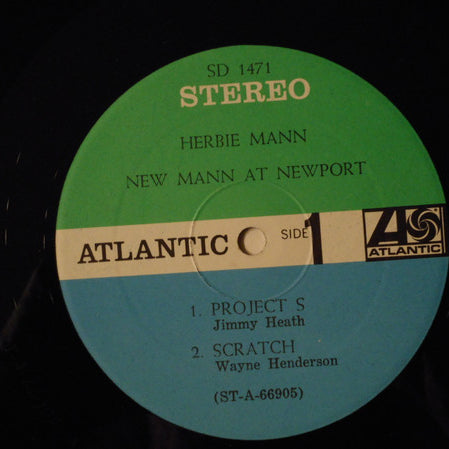 SD 1471
STEREO
HERBIE MANN
NEW MANN AT NEWPORT
ATLANTIC SIDE 1
ATLANTIC
1. PROJECT S
Jimmy Heath
2. SCRATCH
Wayne Henderson
(ST-A-66905)